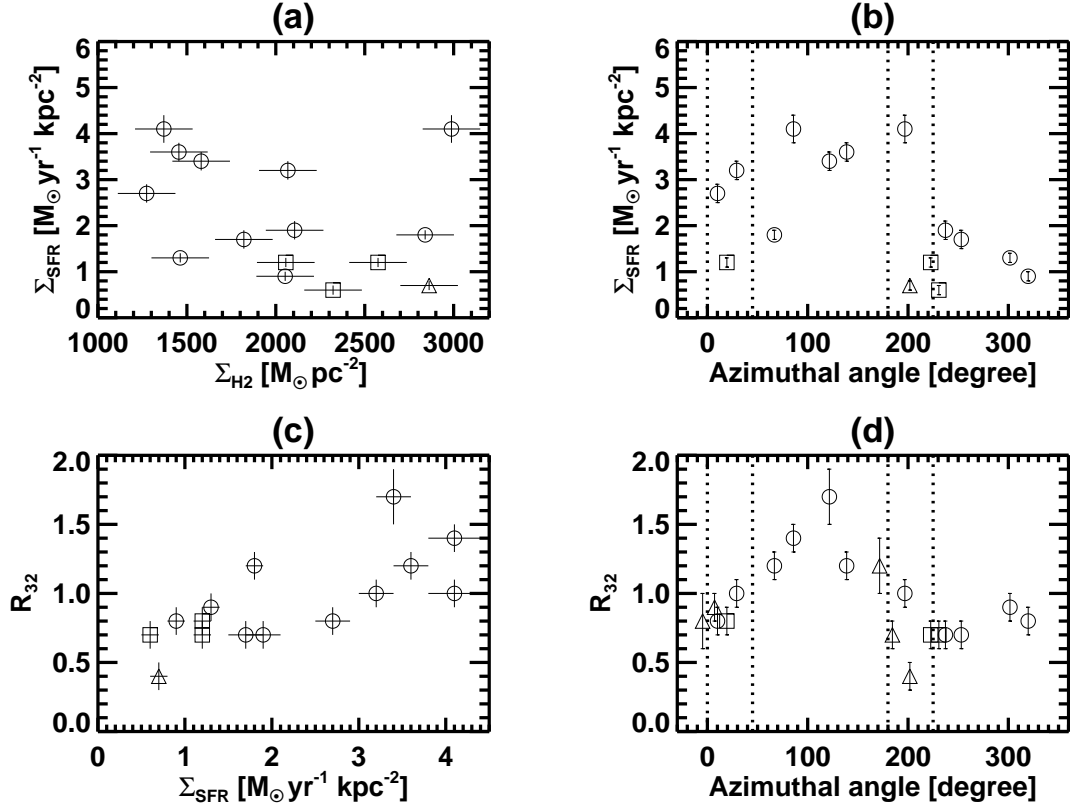 (a)
(b)
6
5
4
3
2
1
0
Σ_SFR [M_⊙ yr^-1 kpc^-2]
1000 1500 2000 2500 3000
Σ_H2 [M_⊙ pc^-2]
6
5
4
3
2
1
0
Σ_SFR [M_⊙ yr^-1 kpc^-2]
0 100 200 300
Azimuthal angle [degree]
(c)
(d)
2.0
1.5
1.0
0.5
0.0
R_32
0 1 2 3 4
Σ_SFR [M_⊙ yr^-1 kpc^-2]
2.0
1.5
1.0
0.5
0.0
R_32
0 100 200 300
Azimuthal angle [degree]